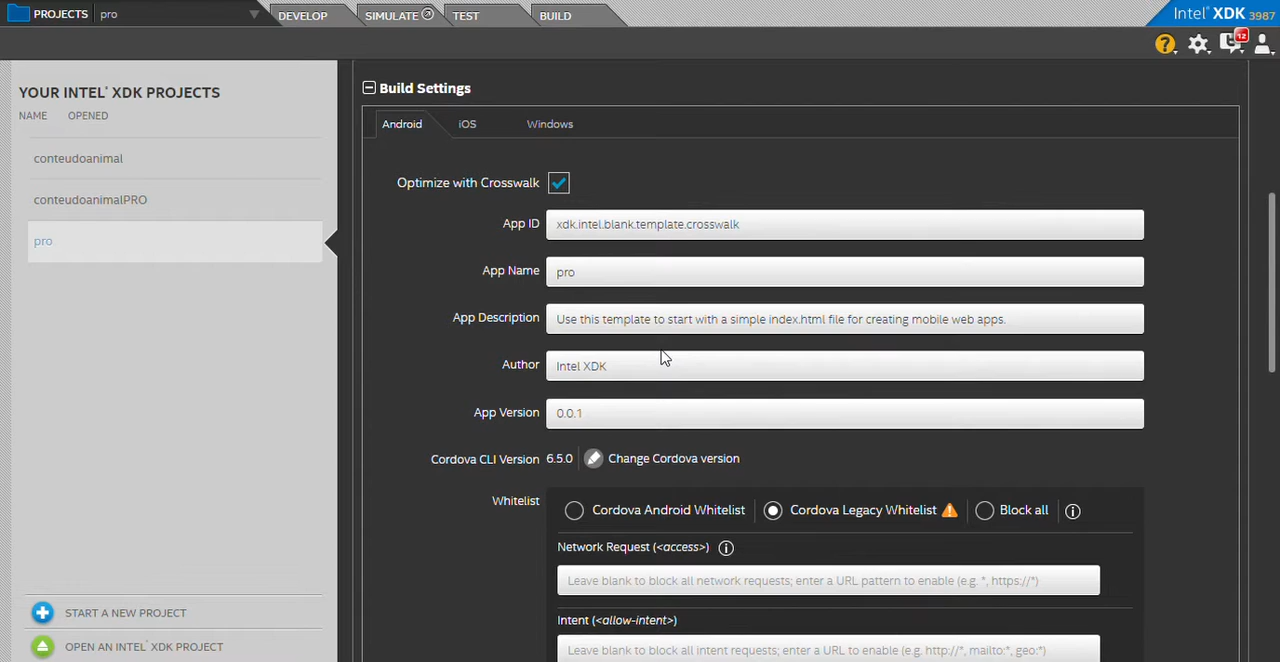 PROJECTS pro DEVELOP SIMULATE TEST BUILD Intel® XDK 3987
12
YOUR INTEL® XDK PROJECTS
NAME OPENED
conteudoanimal
conteudoanimalPRO
pro
START A NEW PROJECT
OPEN AN INTEL® XDK PROJECT
Build Settings
Android iOS Windows
Optimize with Crosswalk
App ID xdk.intel.blank.template.crosswalk
App Name pro
App Description Use this template to start with a simple index.html file for creating mobile web apps.
Author Intel XDK
App Version 0.0.1
Cordova CLI Version 6.5.0 Change Cordova version
Whitelist Cordova Android Whitelist Cordova Legacy Whitelist Block all
Network Request (<access>)
Leave blank to block all network requests; enter a URL pattern to enable (e.g. *, https://*)
Intent (<allow-intent>)
Leave blank to block all intent requests; enter a URL to enable (e.g. http://*, mailto:*, geo:*)